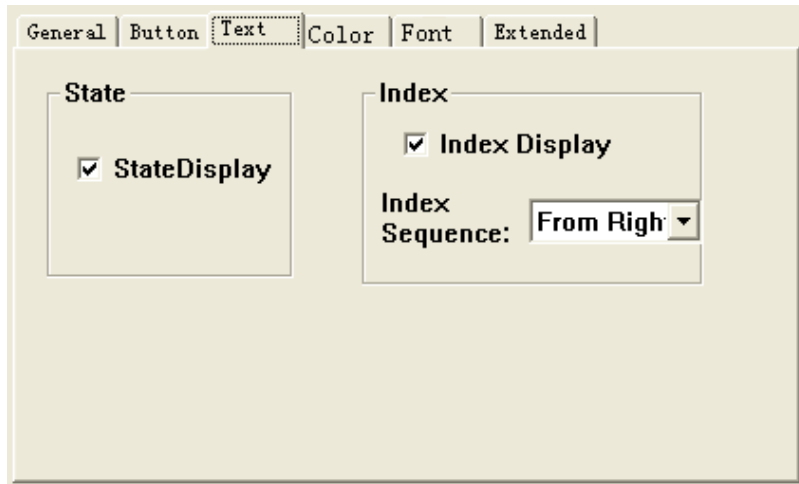 General Button Text Color Font Extended
State
StateDisplay
Index
Index Display
Index
Sequence:
From Righ